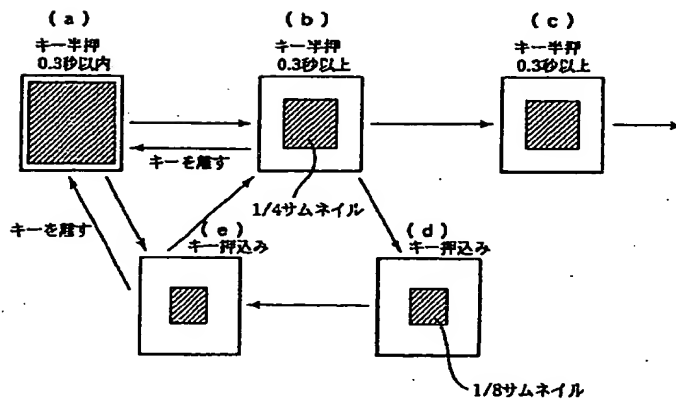 (a)
キー半押
0.3秒以内
(b)
キー半押
0.3秒以上
(c)
キー半押
0.3秒以上
キーを離す
1/4サムネイル
キーを離す
(e)
キー押込み
(d)
キー押込み
1/8サムネイル